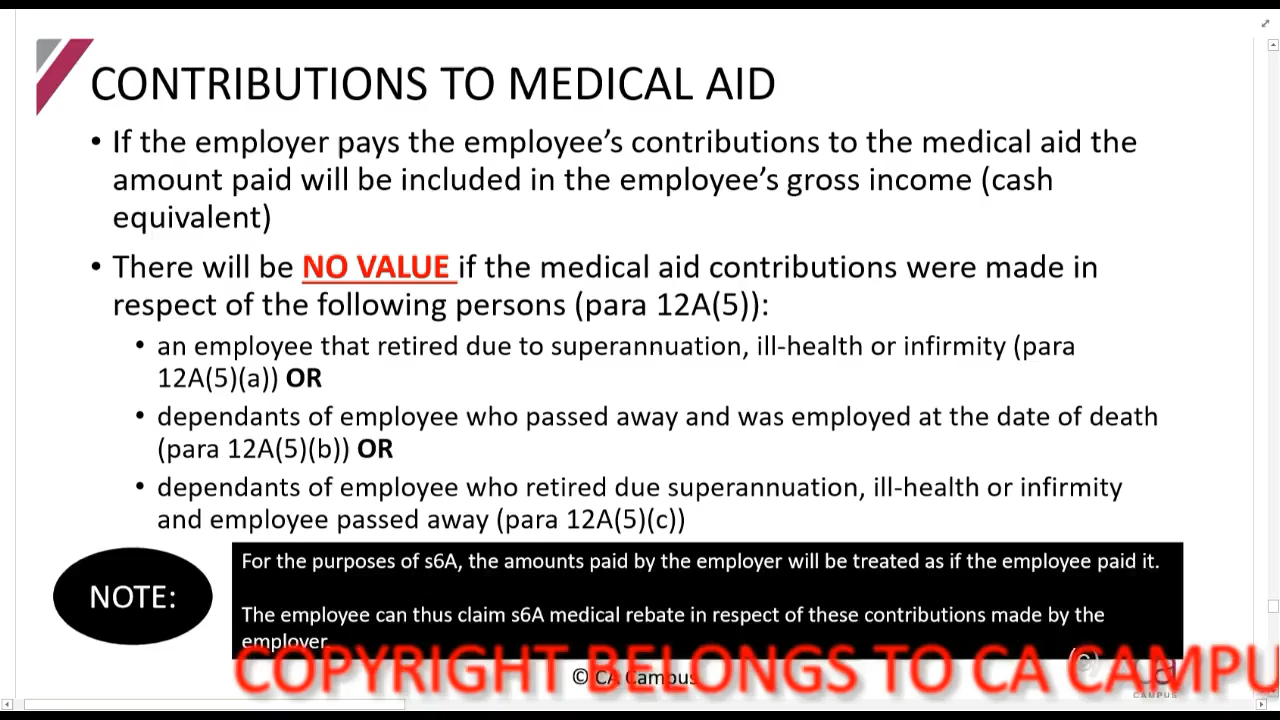 CONTRIBUTIONS TO MEDICAL AID
• If the employer pays the employee's contributions to the medical aid the
amount paid will be included in the employee's gross income (cash
equivalent)
• There will be NO VALUE if the medical aid contributions were made in
respect of the following persons (para 12A(5)):
• an employee that retired due to superannuation, ill-health or infirmity (para
12A(5)(a)) OR
• dependants of employee who passed away and was employed at the date of death
(para 12A(5)(b)) OR
• dependants of employee who retired due superannuation, ill-health or infirmity
and employee passed away (para 12A(5)(c))
NOTE:
For the purposes of s6A, the amounts paid by the employer will be treated as if the employee paid it.
The employee can thus claim s6A medical rebate in respect of these contributions made by the
employer.
COPYRIGHT BELONGS TO CA CAMPU
© CA Campus
(c)
ca
CAMPUS